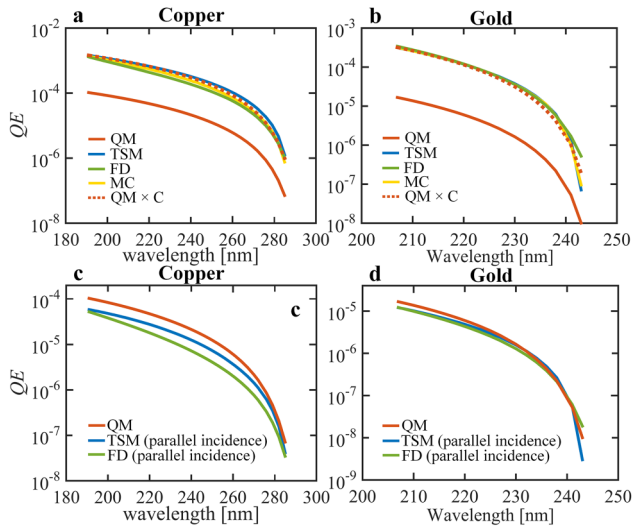 a Copper
QE
10-2
10-4
10-6
10-8
QM
TSM
FD
MC
QM × C
180 200 220 240 260 280 300
wavelength [nm]
b Gold
10-3
10-4
10-5
10-6
10-7
10-8
QM
TSM
FD
MC
QM × C
200 210 220 230 240 250
Wavelength [nm]
c Copper
QE
10-4
10-5
10-6
10-7
10-8
c
QM
TSM (parallel incidence)
FD (parallel incidence)
180 200 220 240 260 280 300
wavelength [nm]
d Gold
10-5
10-6
10-7
10-8
10-9
QM
TSM (parallel incidence)
FD (parallel incidence)
200 210 220 230 240 250
Wavelength [nm]